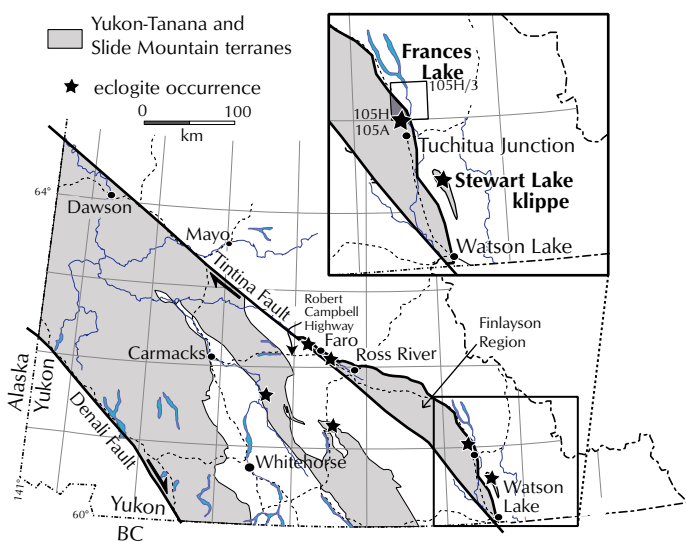 Yukon-Tanana and
Slide Mountain terranes
eclogite occurrence
0
100
km
Frances
Lake
105H/3
105H
105A
Tuchitua Junction
Stewart Lake
klippe
Watson Lake
64°
Dawson
Mayo
Tintina Fault
Robert
Campbell
Highway
Faro
Ross River
Finlayson
Region
Carmacks
Alaska
Yukon
Denali Fault
Whitehorse
Watson
Lake
141°
60°
Yukon
BC